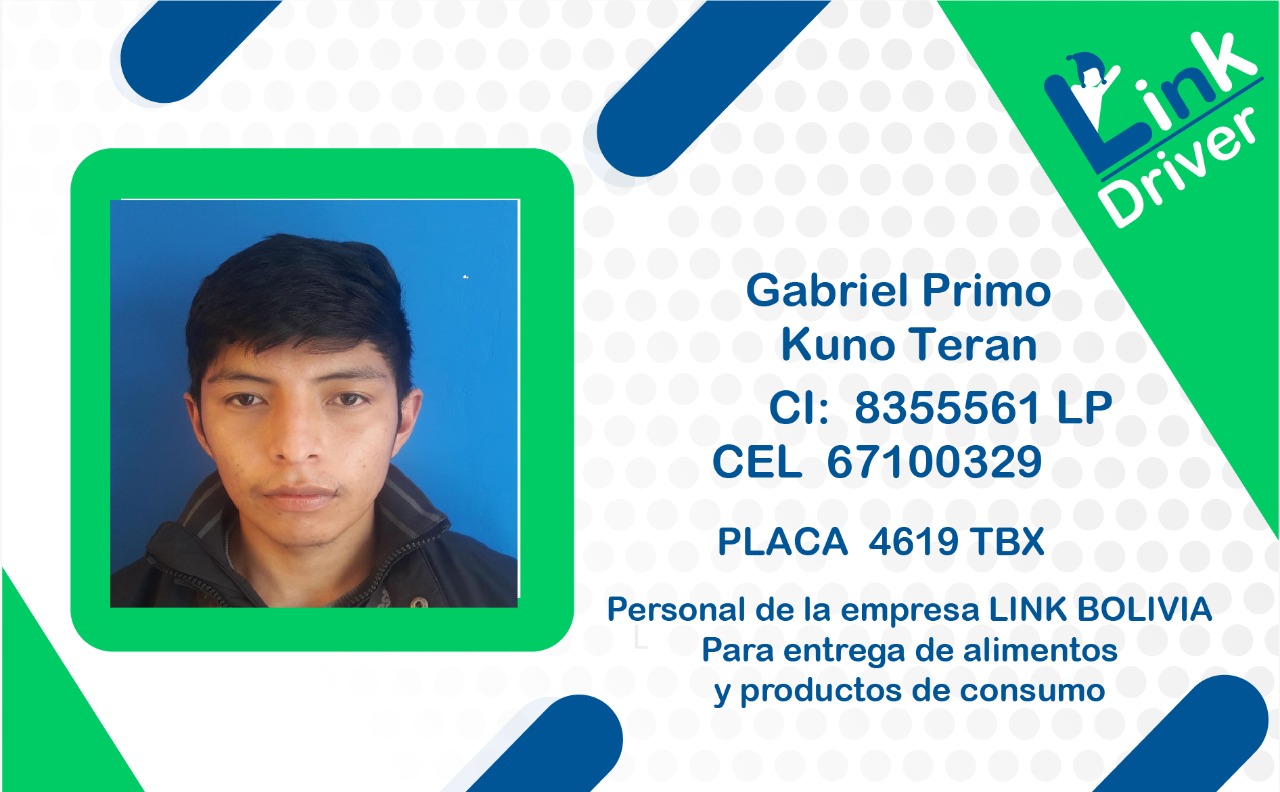 Link
Driver
Gabriel Primo
Kuno Teran
CI: 8355561 LP
CEL 67100329
PLACA 4619 TBX
Personal de la empresa LINK BOLIVIA
L
Para entrega de alimentos
y productos de consumo